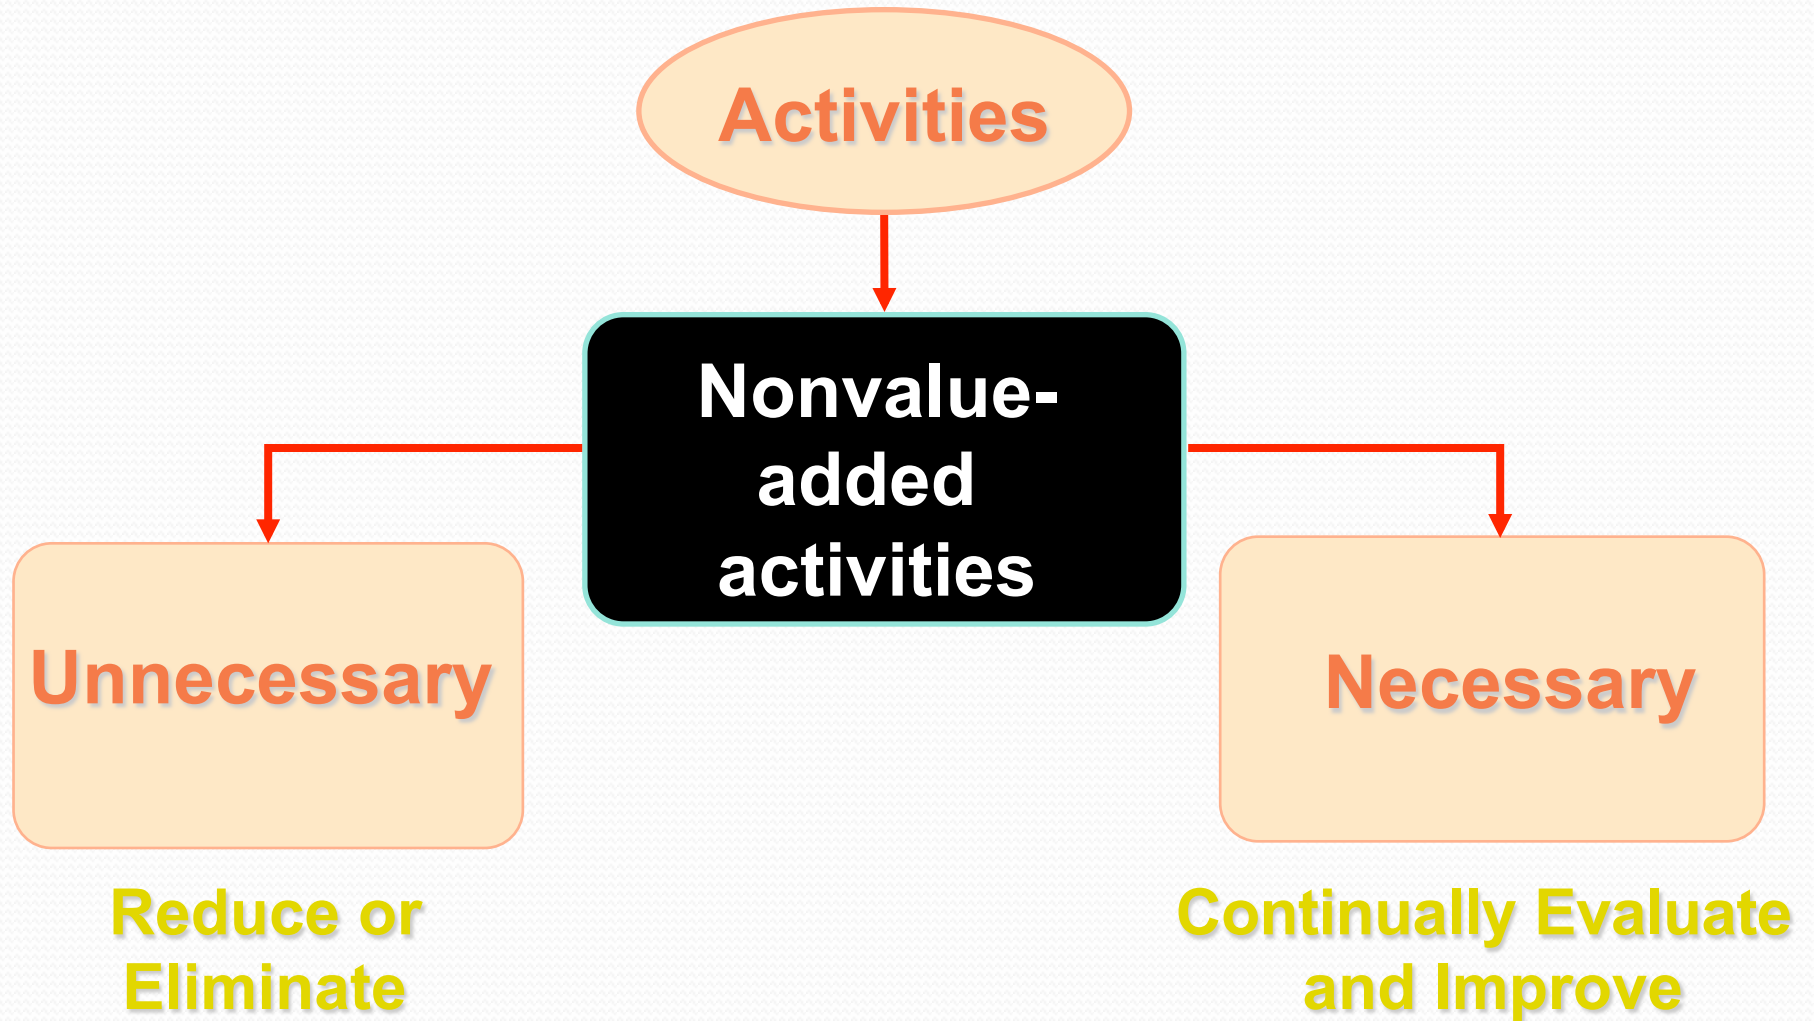 Activities
Nonvalue-
added
activities
Unnecessary
Necessary
Reduce or
Eliminate
Continually Evaluate
and Improve